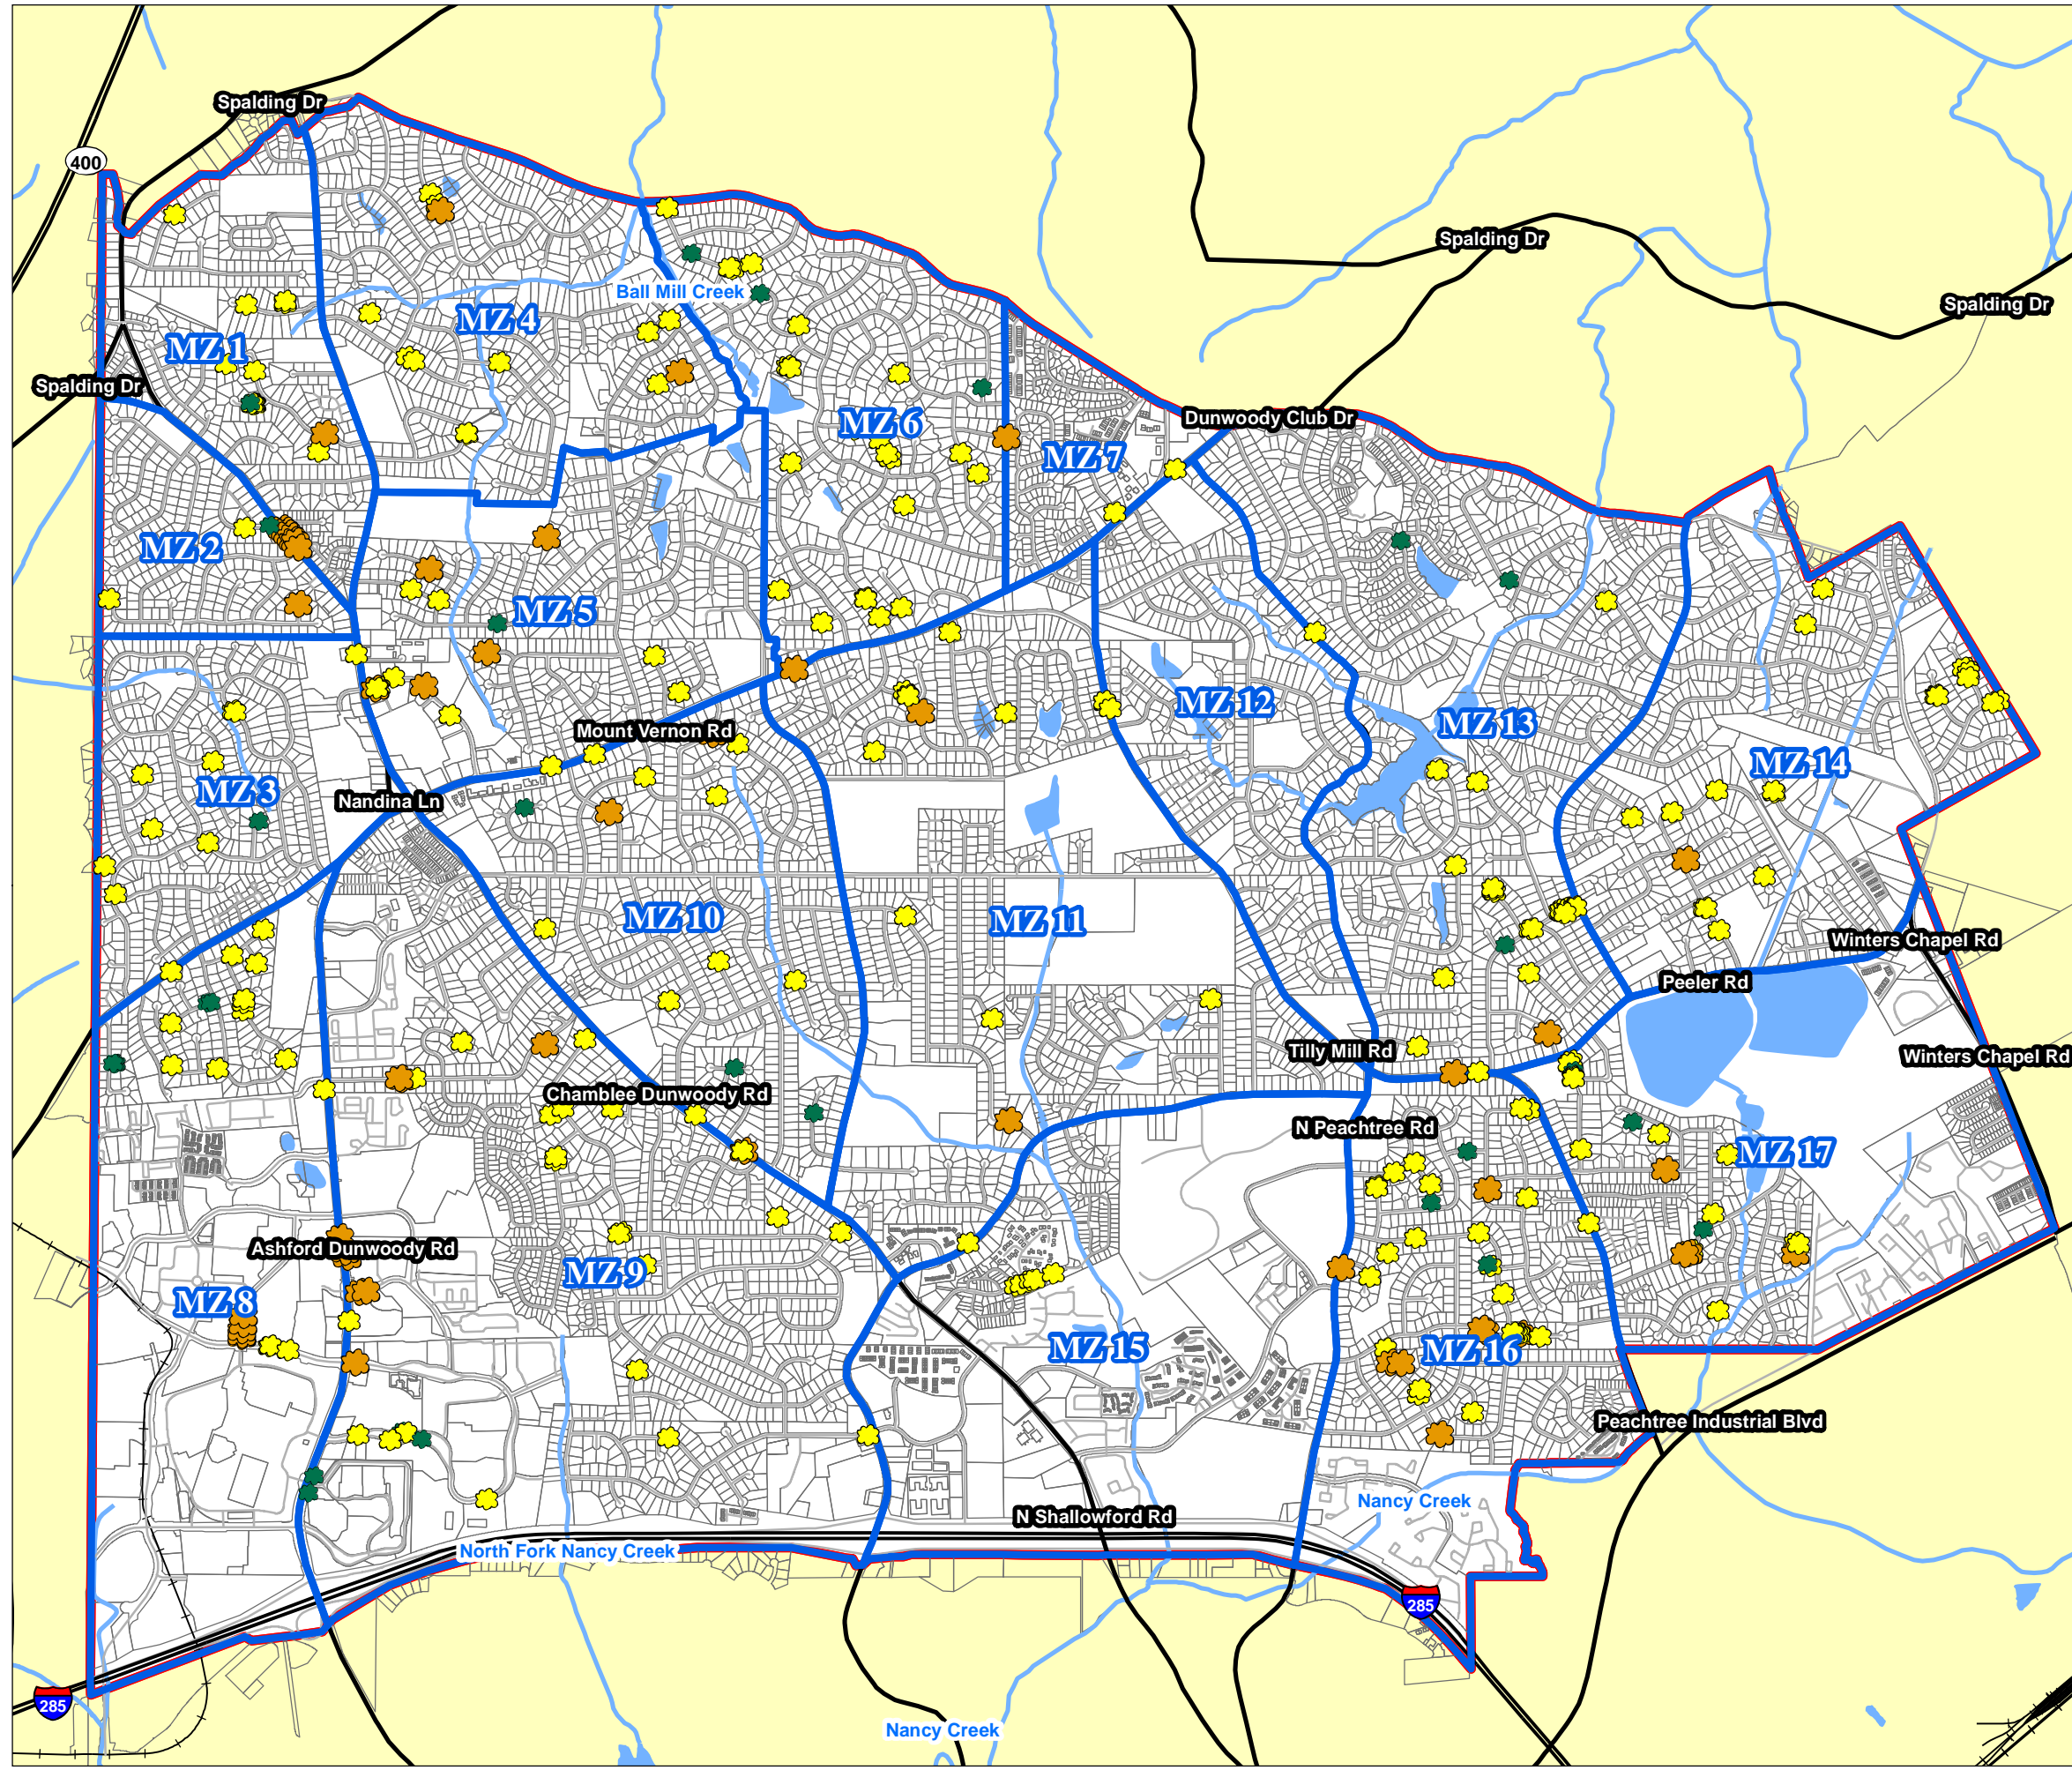 Spalding Dr
400
Spalding Dr
Ball Mill Creek
Spalding Dr
MZ 4
MZ 1
Spalding Dr
Dunwoody Club Dr
MZ 6
MZ 7
MZ 2
MZ 5
MZ 12
MZ 13
Mount Vernon Rd
MZ 14
MZ 3
Nandina Ln
MZ 10
MZ 11
Winters Chapel Rd
Peeler Rd
Tilly Mill Rd
Winters Chapel Rd
Chamblee Dunwoody Rd
N Peachtree Rd
MZ 17
Ashford Dunwoody Rd
MZ 9
MZ 8
MZ 15
MZ 16
Peachtree Industrial Blvd
Nancy Creek
N Shallowford Rd
North Fork Nancy Creek
285
285
Nancy Creek